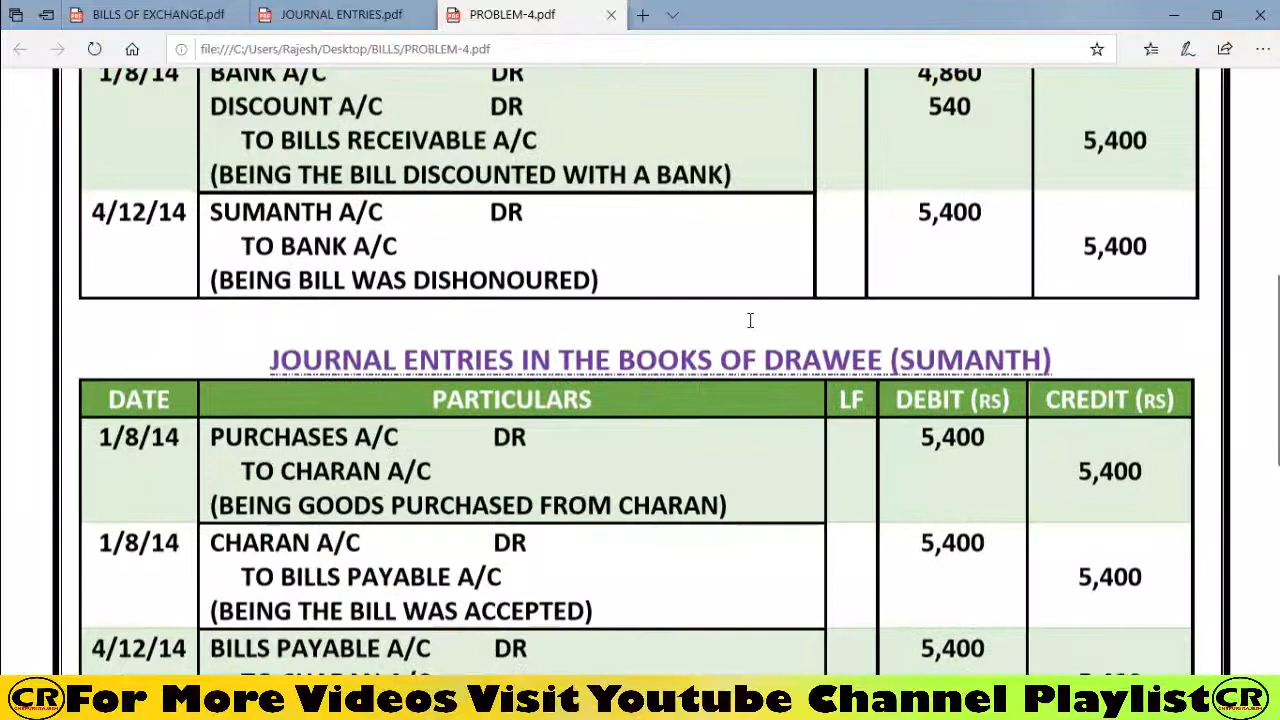 BILLS OF EXCHANGE.pdf JOURNAL ENTRIES.pdf PROBLEM-4.pdf
file:///C:/Users/Rajesh/Desktop/BILLS/PROBLEM-4.pdf
1/8/14 BANK A/C DR 4,860
DISCOUNT A/C DR 540
TO BILLS RECEIVABLE A/C 5,400
(BEING THE BILL DISCOUNTED WITH A BANK)
4/12/14 SUMANTH A/C DR 5,400
TO BANK A/C 5,400
(BEING BILL WAS DISHONOURED)
JOURNAL ENTRIES IN THE BOOKS OF DRAWEE (SUMANTH)
DATE PARTICULARS LF DEBIT (RS) CREDIT (RS)
1/8/14 PURCHASES A/C DR 5,400
TO CHARAN A/C 5,400
(BEING GOODS PURCHASED FROM CHARAN)
1/8/14 CHARAN A/C DR 5,400
TO BILLS PAYABLE A/C 5,400
(BEING THE BILL WAS ACCEPTED)
4/12/14 BILLS PAYABLE A/C DR 5,400
CR For More Videos Visit Youtube Channel Playlist CR